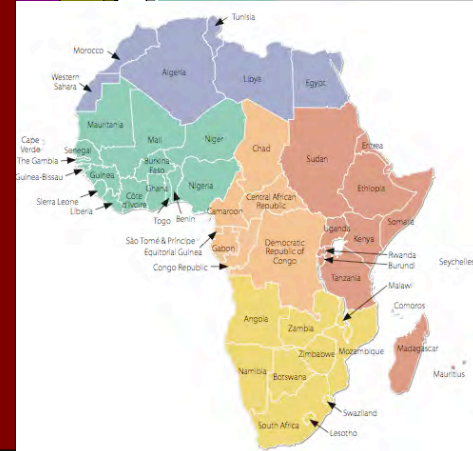 Tunisia
Morocco
Algeria
Libya
Egypt
Western
Sahara
Mauritania
Mali
Niger
Cape
Verde
Senegal
The Gambia
Guinea-Bissau
Guinea
Burkina
Faso
Sierra Leone
Liberia
Côte
d'Ivoire
Ghana
Togo
Benin
Nigeria
Chad
Sudan
Eritrea
Ethiopia
Somalia
Cameroon
Central African
Republic
São Tomé & Príncipe
Equitorial Guinea
Gabon
Congo Republic
Democratic
Republic of
Congo
Uganda
Kenya
Rwanda
Burundi
Seychelles
Tanzania
Malawi
Comoros
Angola
Zambia
Mozambique
Madagascar
Mauritius
Zimbabwe
Namibia
Botswana
Swaziland
South Africa
Lesotho